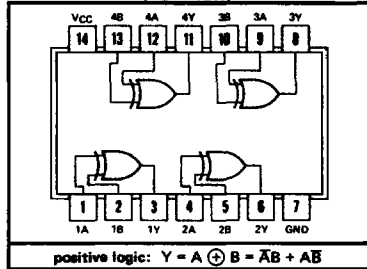 VCC 4B 4A 4Y 3B 3A 3Y
14 13 12 11 10 9 8
1 2 3 4 5 6 7
1A 1B 1Y 2A 2B 2Y GND
positive logic: Y = A ⊕ B = A̅B + AB̅